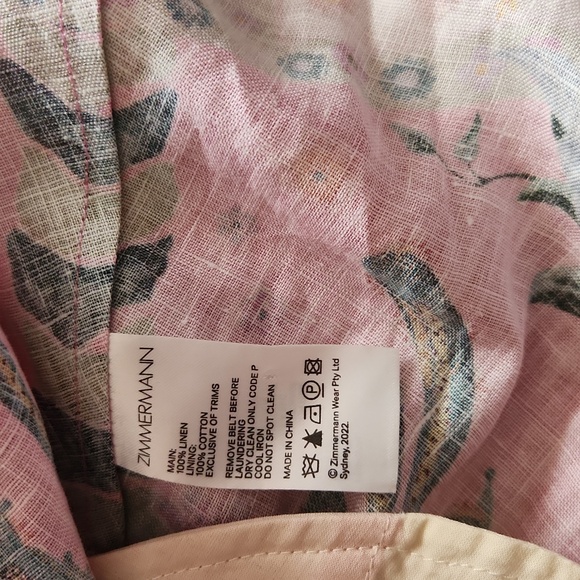 ZIMMERMANN
MAIN:
100% LINEN
LINING:
100% COTTON
EXCLUSIVE OF TRIMS
REMOVE BELT BEFORE
LAUNDERING
DRY CLEAN ONLY CODE P
COOL IRON
DO NOT SPOT CLEAN
MADE IN CHINA
P
© Zimmermann Wear Pty Ltd
Sydney, 2022.